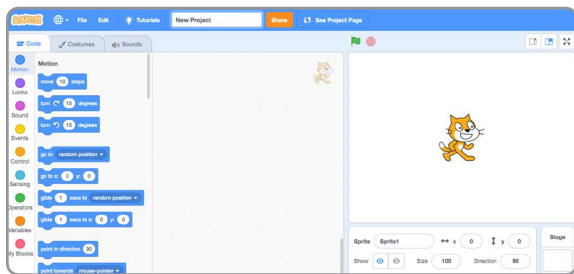 SCRATCH File Edit Tutorials New Project Share See Project Page
Code Costumes Sounds
Motion
Looks
Sound
Events
Control
Sensing
Operators
Variables
My Blocks
Motion
move 10 steps
turn 15 degrees
turn 15 degrees
go to random position
go to x: 0 y: 0
glide 1 secs to random position
glide 1 secs to x: 0 y: 0
point in direction 90
point towards mouse-pointer
Sprite Sprite1 x 0 y 0
Show Size 100 Direction 90
Stage